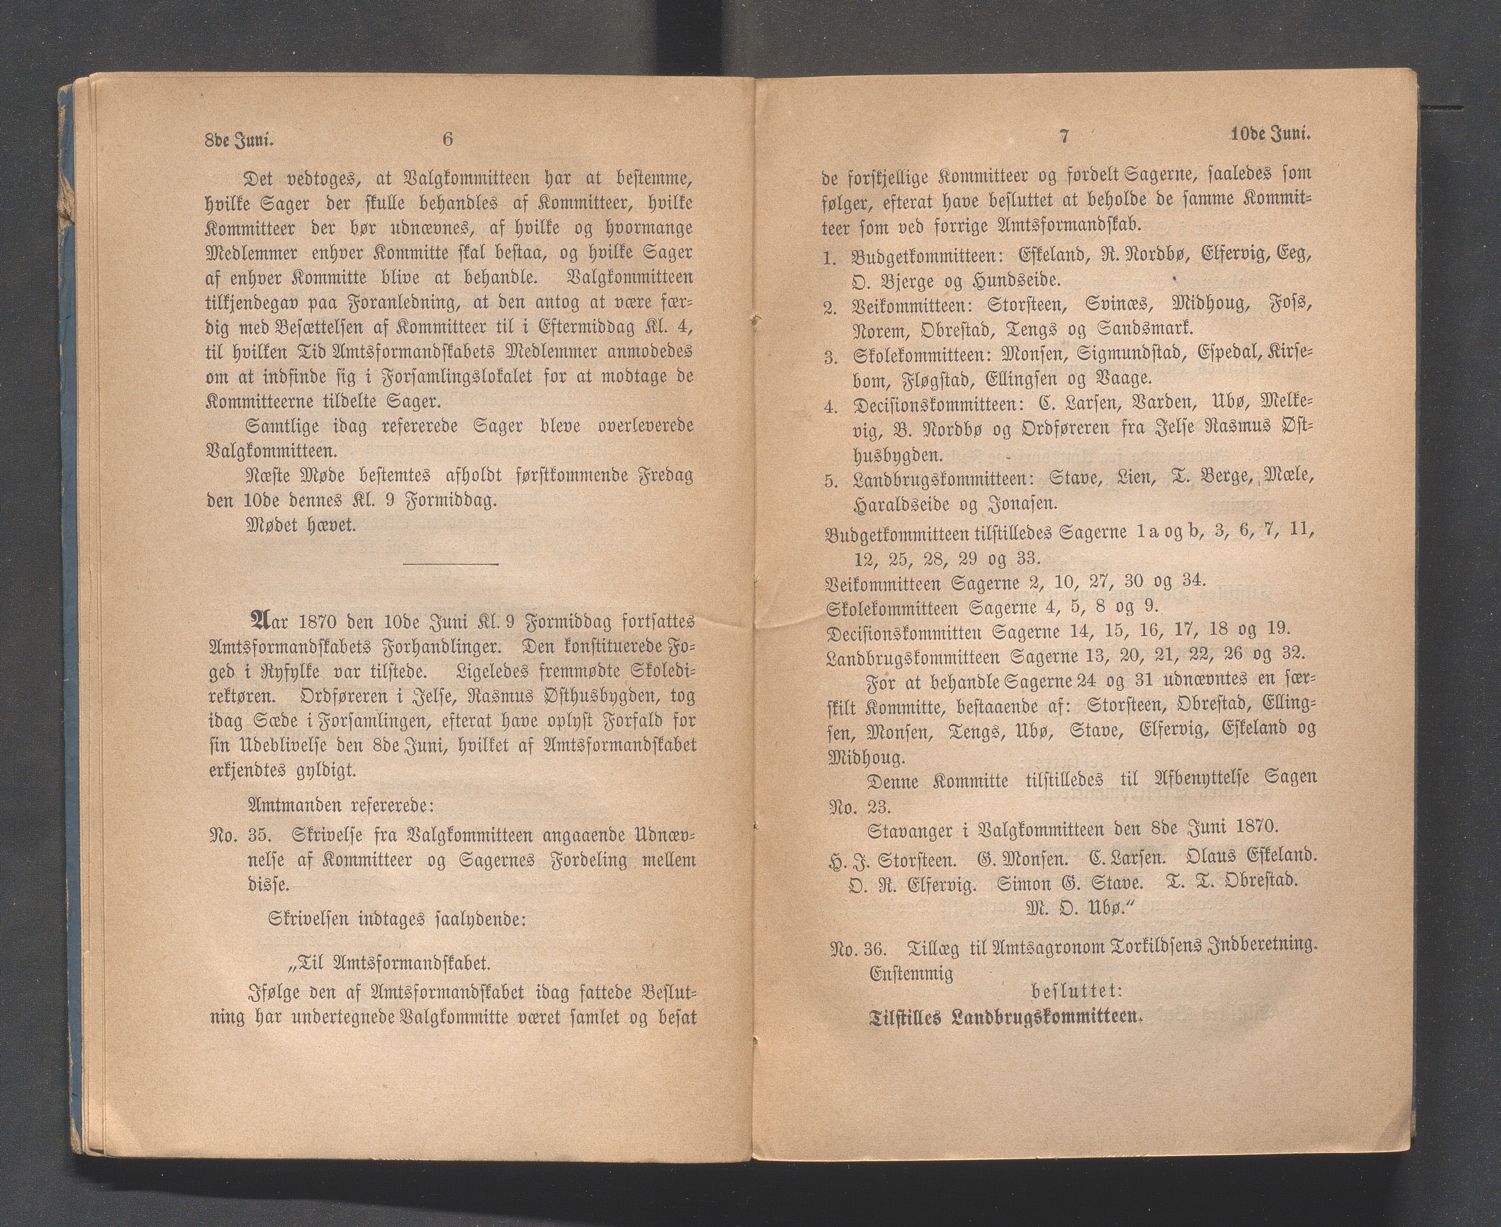 8de Juni.
6
Det vedtoges, at Valgkommitteen har at bestemme,
hvilke Sager der skulle behandles af Kommitteer, hvilke
Kommitteer der bør udnævnes, af hvilke og hvormange
Medlemmer enhver Kommitte skal bestaa, og hvilke Sager
af enhver Kommitte blive at behandle. Valgkommitteen
tilkjendegav paa Foranledning, at den antog at være fær-
dig med Besættelsen af Kommitteer til i Eftermiddag Kl. 4,
til hvilken Tid Amtsformandskabets Medlemmer anmodedes
om at indfinde sig i Forsamlingslokalet for at modtage de
Kommitteerne tildelte Sager.
Samtlige idag refererede Sager bleve overleverede
Valgkommitteen.
Næste Møde bestemtes afholdt førstkommende Fredag
den 10de dennes Kl. 9 Formiddag.
Mødet hævet.
Aar 1870 den 10de Juni Kl. 9 Formiddag fortsattes
Amtsformandskabets Forhandlinger. Den konstituerede Fo-
ged i Ryfylke var tilstede. Ligeledes fremmødte Skoledi-
rektøren. Ordføreren i Jelse, Rasmus Østhusbygden, tog
idag Sæde i Forsamlingen, efterat have oplyst Forfald for
sin Udeblivelse den 8de Juni, hvilket af Amtsformandskabet
erkjendtes gyldigt.
Amtmanden refererede:
No. 35. Skrivelse fra Valgkommitteen angaaende Udnæv-
nelse af Kommitteer og Sagernes Fordeling mellem
disse.
Skrivelsen indtages saalydende:
„Til Amtsformandskabet.
Ifølge den af Amtsformandskabet idag fattede Beslut-
ning har undertegnede Valgkommitte været samlet og besat
7
10de Juni.
de forskjellige Kommitteer og fordelt Sagerne, saaledes som
følger, efterat have besluttet at beholde de samme Kommit-
teer som ved forrige Amtsformandskab.
1. Budgetkommitteen: Eskeland, R. Nordbø, Elfervig, Eeg,
O. Bjerge og Hundseide.
2. Veikommitteen: Storsteen, Svinæs, Midhoug, Foss,
Norem, Obrestad, Tengs og Sandsmark.
3. Skolekommitteen: Monsen, Sigmundstad, Espedal, Kirse-
bom, Fløgstad, Ellingsen og Vaage.
4. Decisionskommitteen: C. Larsen, Varden, Ubø, Melke-
vig, B. Nordbø og Ordføreren fra Jelse Rasmus Øst-
husbygden.
5. Landbrugskommitteen: Stave, Lien, T. Berge, Mæle,
Haraldseide og Jonasen.
Budgetkommitteen tilstilledes Sagerne 1 a og b, 3, 6, 7, 11,
12, 25, 28, 29 og 33.
Veikommitteen Sagerne 2, 10, 27, 30 og 34.
Skolekommitteen Sagerne 4, 5, 8 og 9.
Decisionskommitten Sagerne 14, 15, 16, 17, 18 og 19.
Landbrugskommitteen Sagerne 13, 20, 21, 22, 26 og 32.
For at behandle Sagerne 24 og 31 udnævntes en sær-
skilt Kommitte, bestaaende af: Storsteen, Obrestad, Elling-
sen, Monsen, Tengs, Ubø, Stave, Elfervig, Eskeland og
Midhoug.
Denne Kommitte tilstilledes til Afbenyttelse Sagen
No. 23.
Stavanger i Valgkommitteen den 8de Juni 1870.
H. J. Storsteen. G. Monsen. C. Larsen. Olaus Eskeland.
O. R. Elfervig. Simon G. Stave. T. T. Obrestad.
M. O. Ubø."
No. 36. Tillæg til Amtsagronom Torkildsens Indberetning.
Enstemmig
besluttet:
Tilstilles Landbrugskommitteen.